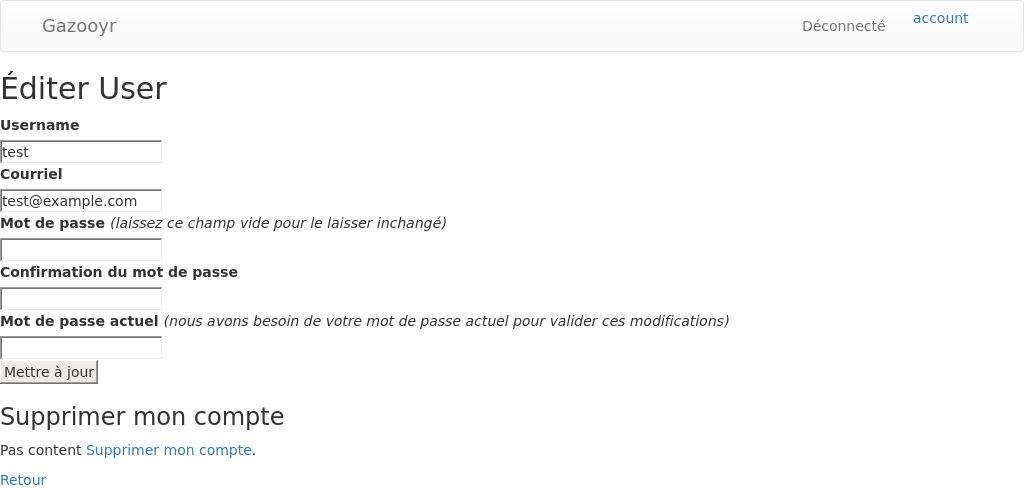 Gazooyr
Déconnecté
account
Éditer User
Username
test
Courriel
test@example.com
Mot de passe (laissez ce champ vide pour le laisser inchangé)
Confirmation du mot de passe
Mot de passe actuel (nous avons besoin de votre mot de passe actuel pour valider ces modifications)
Mettre à jour
Supprimer mon compte
Pas content Supprimer mon compte.
Retour